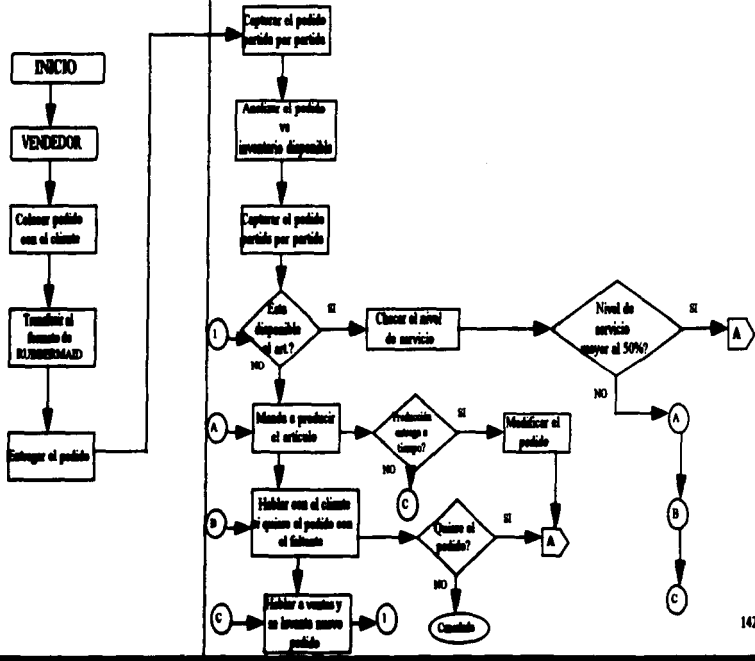 INICIO
VENDEDOR
Colocar pedido
con el cliente
Transferir al
formato de
RUBBERMAID
Entregar el pedido
Capturar el pedido
partida por partida
Analizar el pedido
vs
inventario disponible
Capturar el pedido
partida por partida
1
Esta
disponible
el art.?
SI
NO
Checar el nivel
de servicio
Nivel de
servicio
mayor al 50%?
SI
A
NO
A
B
C
A
Manda a producir
el artículo
Producción
entrega a
tiempo?
SI
NO
C
Modificar el
pedido
B
Hablar con el cliente
si quiere el pedido con
el faltante
Quiere el
pedido?
SI
A
NO
Cancelado
C
Hablar a ventas y
se levanta nuevo
pedido
1
142